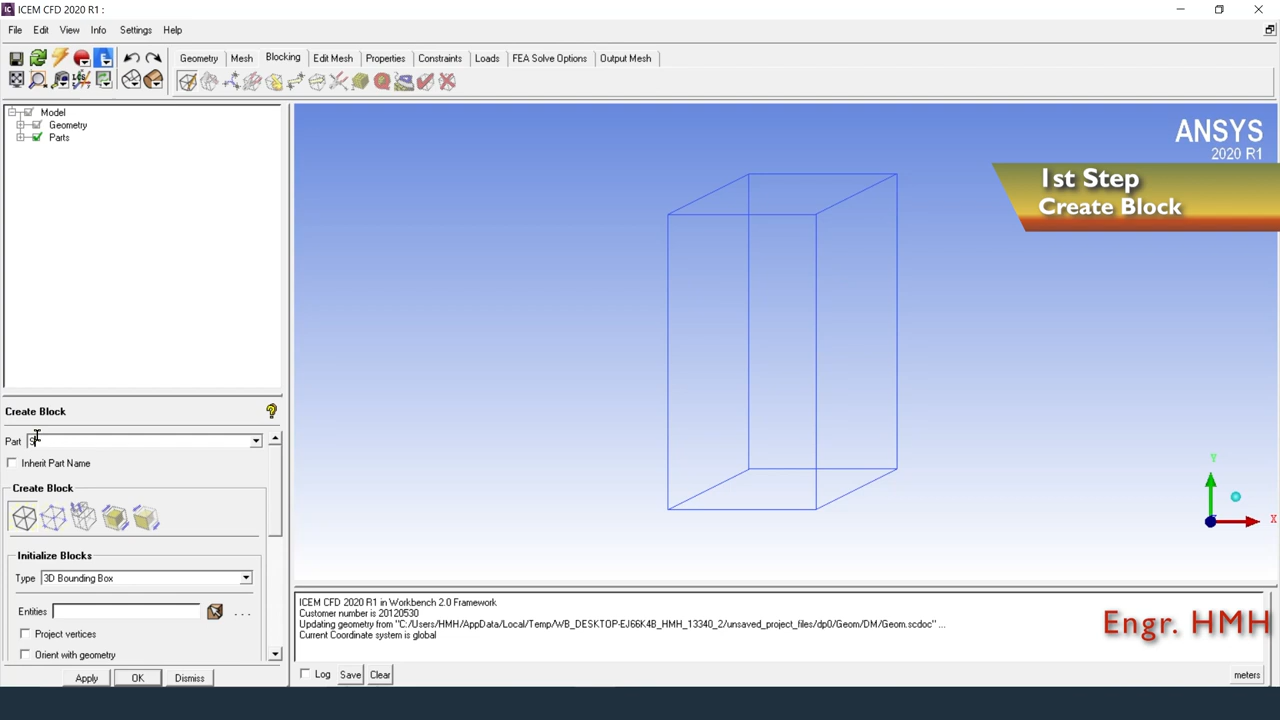 ICEM CFD 2020 R1 :
File Edit View Info Settings Help
Geometry Mesh Blocking Edit Mesh Properties Constraints Loads FEA Solve Options Output Mesh
Model
Geometry
Parts
ANSYS
2020 R1
1st Step
Create Block
Create Block
Part S
Inherit Part Name
Create Block
Initialize Blocks
Type 3D Bounding Box
Entities ...
Project vertices
Orient with geometry
Apply OK Dismiss
Y
X
ICEM CFD 2020 R1 in Workbench 2.0 Framework
Customer number is 20120530
Updating geometry from "C:/Users/HMH/AppData/Local/Temp/WB_DESKTOP-EJ66K4B_HMH_13340_2/unsaved_project_files/dp0/Geom/DM/Geom.scdoc" ...
Current Coordinate system is global
Engr. HMH
Log Save Clear
meters